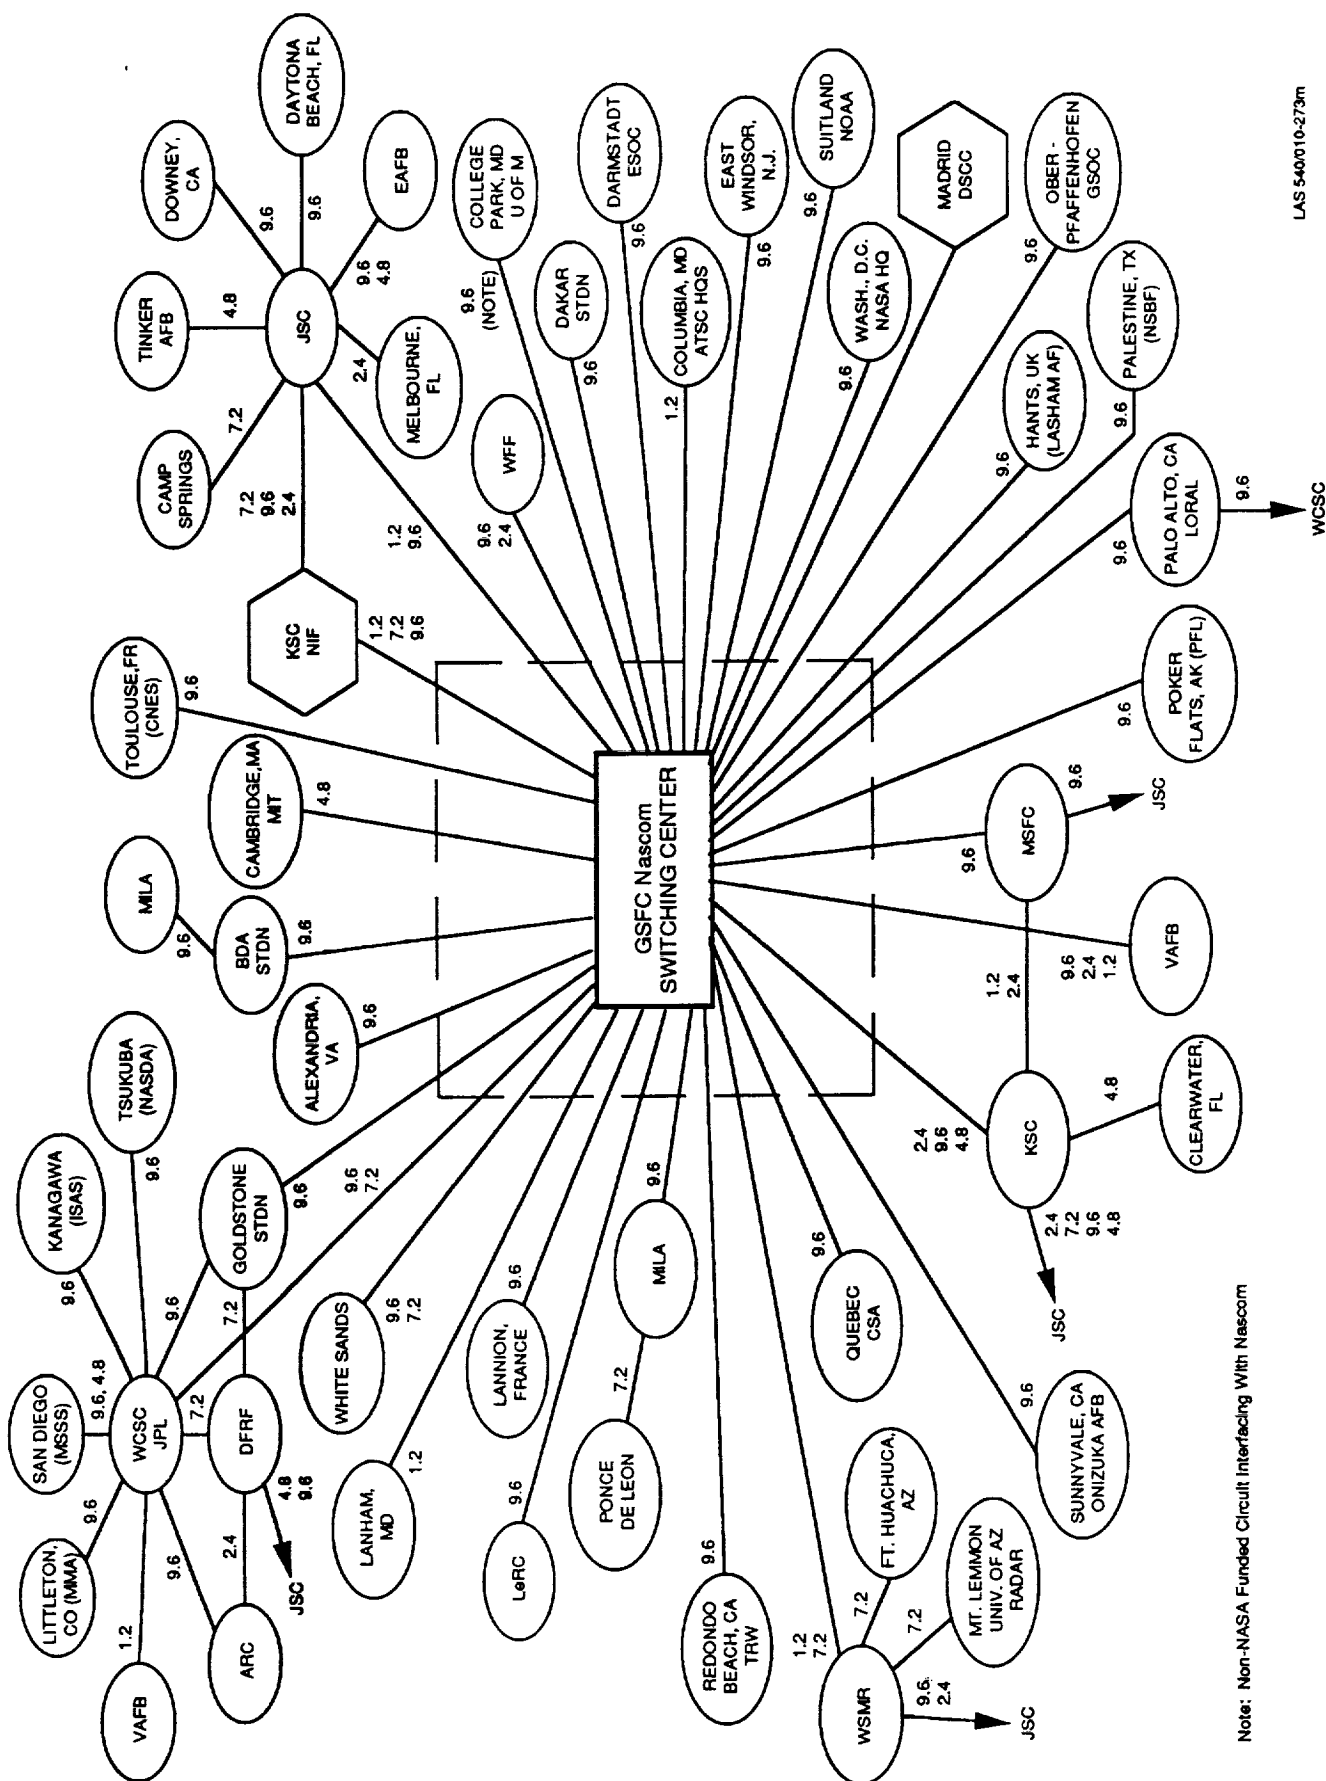 LITTLETON,
CO (MMA)
9.6
SAN DIEGO
(MSSS)
9.6, 4.8
KANAGAWA
(ISAS)
9.6
TSUKUBA
(NASDA)
9.6
VAFB
1.2
WCSC
JPL
9.6
ARC
9.6
2.4
DFRF
7.2
7.2
4.8
9.6
JSC
GOLDSTONE
STDN
9.6
9.6
7.2
ALEXANDRIA,
VA
9.6
MILA
9.6
BDA
STDN
9.6
CAMBRIDGE, MA
MIT
4.8
TOULOUSE, FR
(CNES)
9.6
KSC
NIF
1.2
7.2
9.6
7.2
9.6
2.4
CAMP
SPRINGS
7.2
TINKER
AFB
4.8
DOWNEY,
CA
9.6
DAYTONA
BEACH, FL
9.6
JSC
EAFB
9.6
4.8
MELBOURNE,
FL
2.4
1.2
9.6
WHITE SANDS
9.6
7.2
LANHAM,
MD
1.2
LANNION,
FRANCE
9.6
LeRC
9.6
PONCE
DE LEON
7.2
MILA
9.6
REDONDO
BEACH, CA
TRW
9.6
GSFC Nascom
SWITCHING CENTER
WFF
9.6
2.4
COLLEGE
PARK, MD
U OF M
9.6
(NOTE)
DAKAR
STDN
9.6
DARMSTADT
ESOC
9.6
COLUMBIA, MD
ATSC HQS
1.2
EAST
WINDSOR,
N.J.
9.6
SUITLAND
NOAA
9.6
WASH., D.C.
NASA HQ
9.6
MADRID
DSCC
OBER -
PFAFFENHOFEN
GSOC
9.6
HANTS, UK
(LASHAM AF)
9.6
PALESTINE, TX
(NSBF)
9.6
PALO ALTO, CA
LORAL
9.6
9.6
WCSC
POKER
FLATS, AK (PFL)
9.6
MSFC
9.6
9.6
JSC
VAFB
9.6
2.4
1.2
1.2
2.4
KSC
2.4
9.6
4.8
2.4
7.2
9.6
4.8
JSC
CLEARWATER,
FL
4.8
QUEBEC
CSA
9.6
SUNNYVALE, CA
ONIZUKA AFB
9.6
WSMR
1.2
7.2
FT. HUACHUCA,
AZ
7.2
MT. LEMMON
UNIV. OF AZ
RADAR
7.2
9.6
2.4
JSC
Note: Non-NASA Funded Circuit Interfacing With Nascom
LAS 540/010-273m